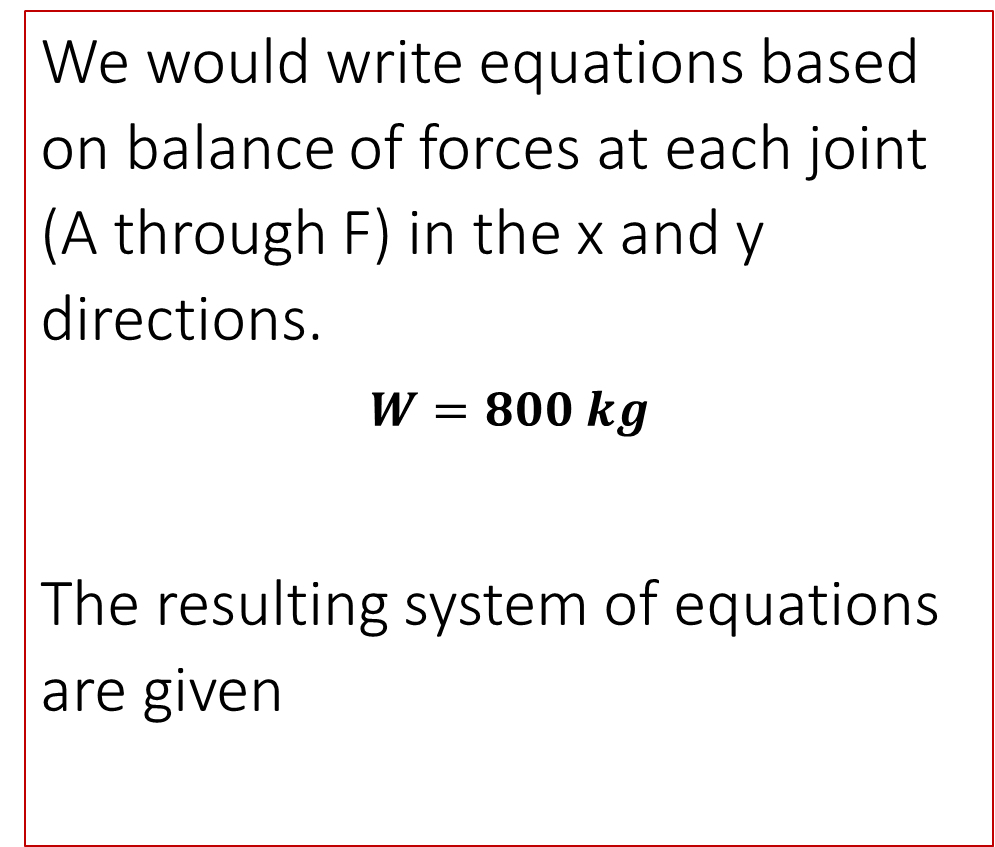 We would write equations based
on balance of forces at each joint
(A through F) in the x and y
directions.
W = 800 kg
The resulting system of equations
are given